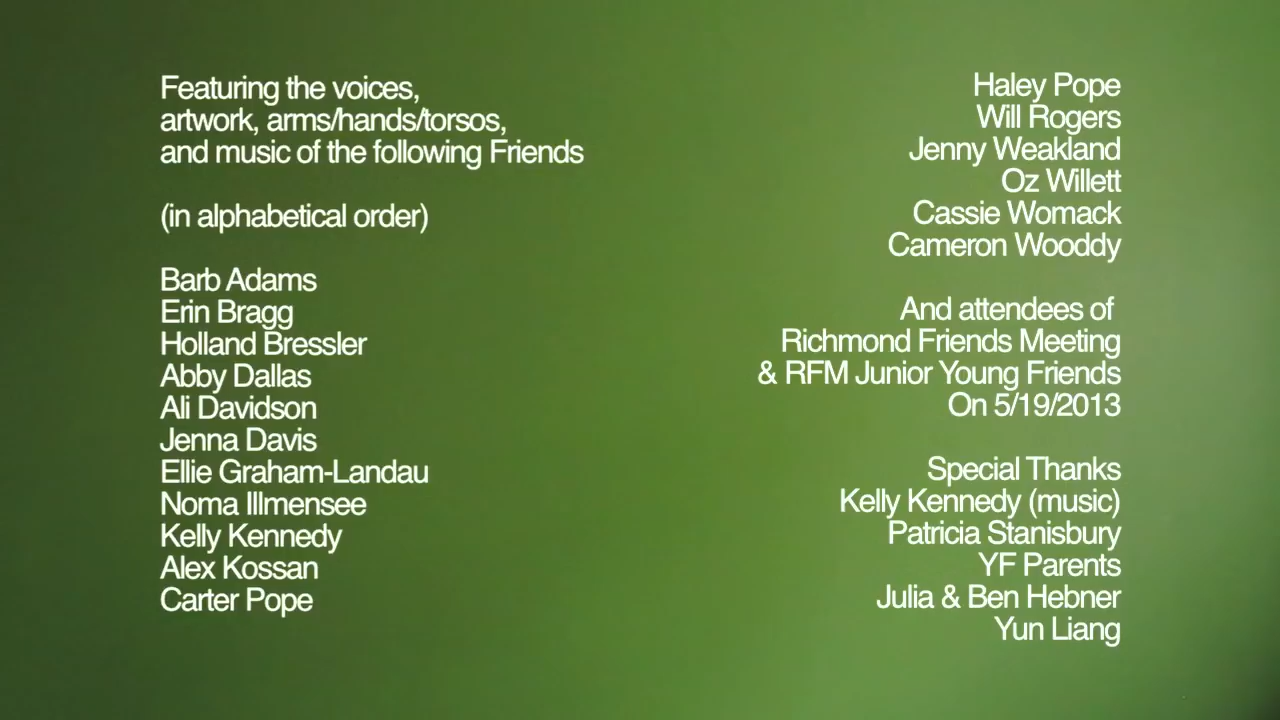 Featuring the voices,
artwork, arms/hands/torsos,
and music of the following Friends
(in alphabetical order)
Barb Adams
Erin Bragg
Holland Bressler
Abby Dallas
Ali Davidson
Jenna Davis
Ellie Graham-Landau
Noma Illmensee
Kelly Kennedy
Alex Kossan
Carter Pope
Haley Pope
Will Rogers
Jenny Weakland
Oz Willett
Cassie Womack
Cameron Wooddy
And attendees of
Richmond Friends Meeting
& RFM Junior Young Friends
On 5/19/2013
Special Thanks
Kelly Kennedy (music)
Patricia Stanisbury
YF Parents
Julia & Ben Hebner
Yun Liang